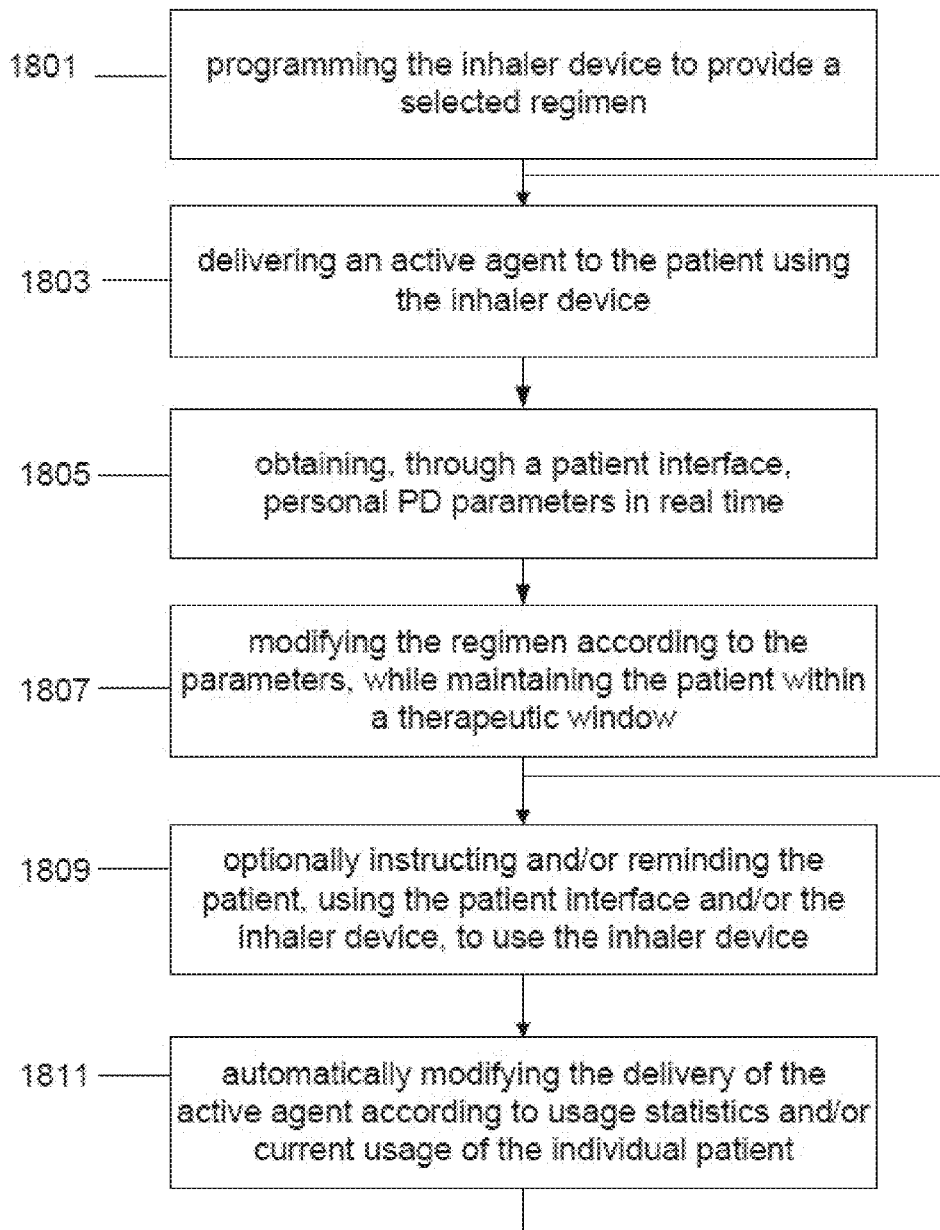 1801
programming the inhaler device to provide a
selected regimen
1803
delivering an active agent to the patient using
the inhaler device
1805
obtaining, through a patient interface,
personal PD parameters in real time
1807
modifying the regimen according to the
parameters, while maintaining the patient within
a therapeutic window
1809
optionally instructing and/or reminding the
patient, using the patient interface and/or the
inhaler device, to use the inhaler device
1811
automatically modifying the delivery of the
active agent according to usage statistics and/or
current usage of the individual patient